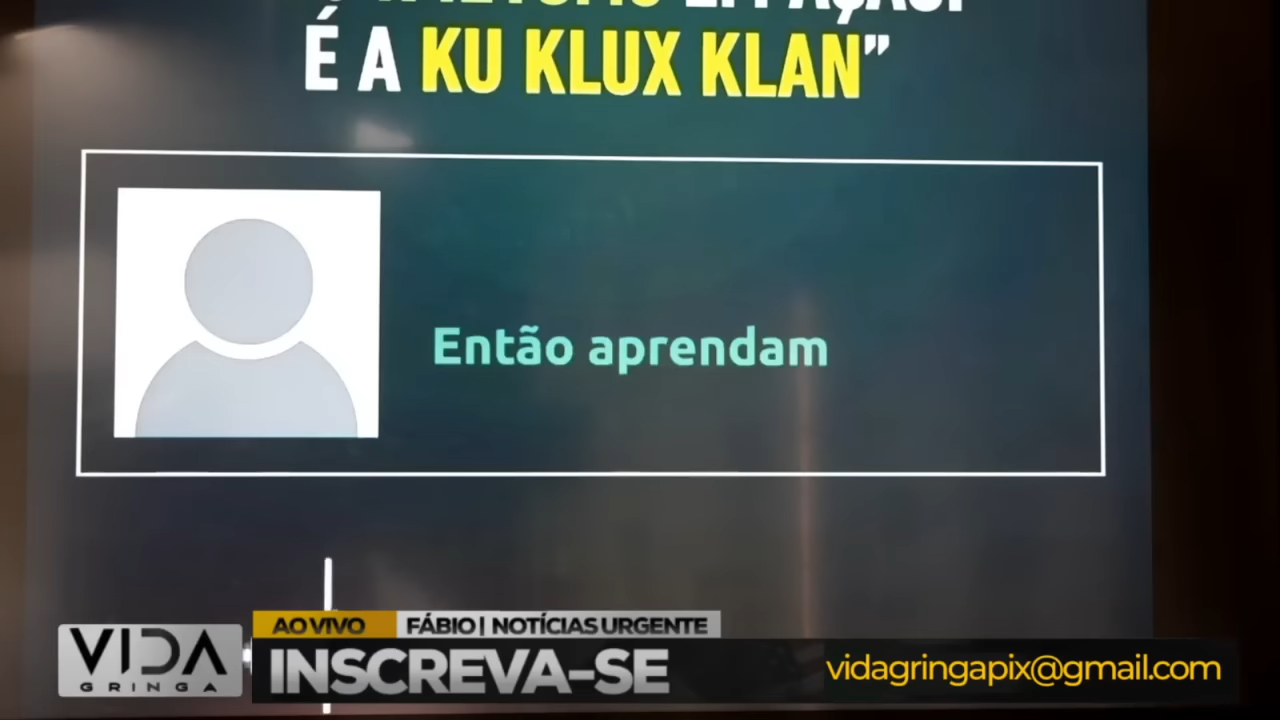 É A KU KLUX KLAN”
Então aprendam
AO VIVO
FÁBIO | NOTÍCIAS URGENTE
VIDA
GRINGA
INSCREVA-SE
vidagringapix@gmail.com